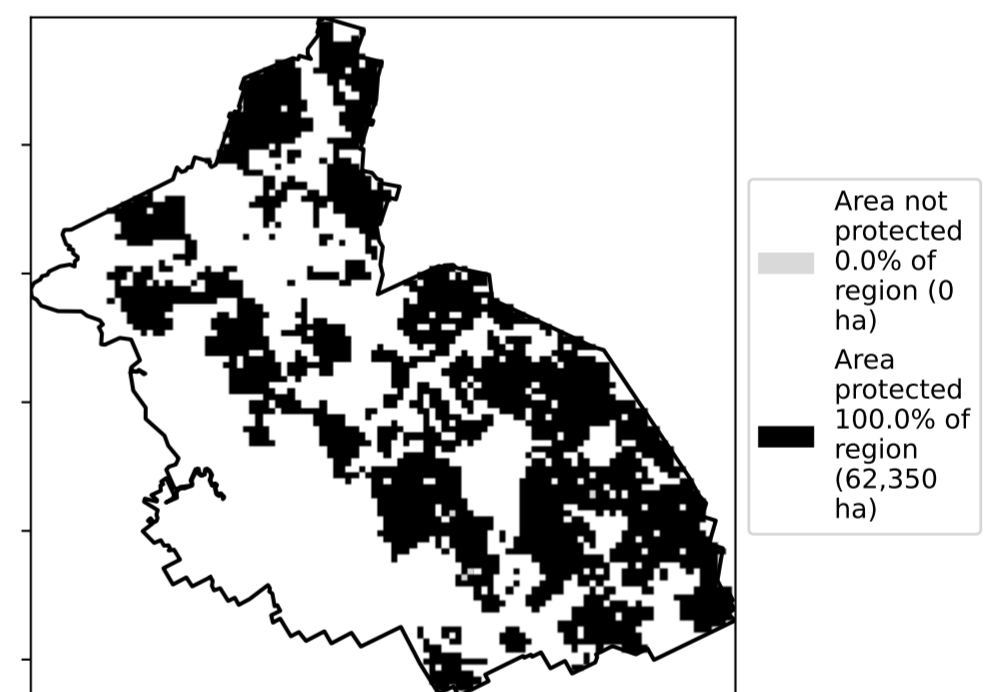 Area not
protected
0.0% of
region (0
ha)
Area
protected
100.0% of
region
(62,350
ha)